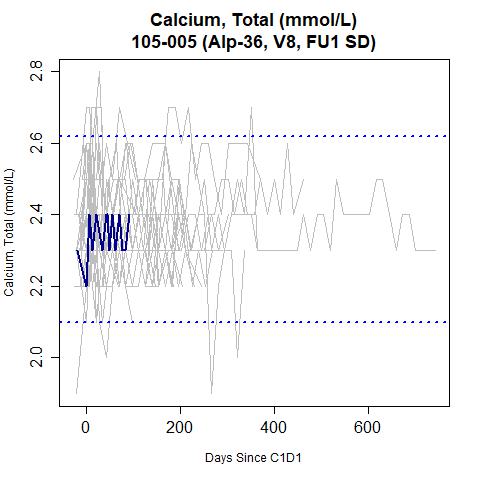 Calcium, Total (mmol/L)
105-005 (Alp-36, V8, FU1 SD)
Calcium, Total (mmol/L)
2.8
2.6
2.4
2.2
2.0
0 200 400 600
Days Since C1D1